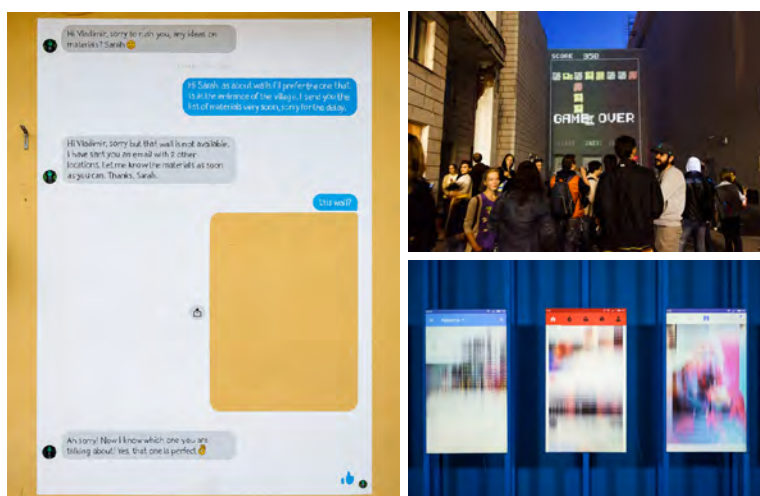 Hi Vladimir, sorry to rush you, any ideas on
materials? Sarah 🙂
Hi Sarah, as about walls I'll prefer the one that
is in the entrance of the village. I send you the
list of materials very soon, sorry for the delay.
Hi Vladimir, sorry but that wall is not available.
I have sent you an email with 2 other
locations. Let me know the materials as soon
as you can. Thanks, Sarah.
this wall?
Ah sorry! Now I know which one you are
talking about! Yes, that one is perfect 👌
SCORE 950
GAME OVER